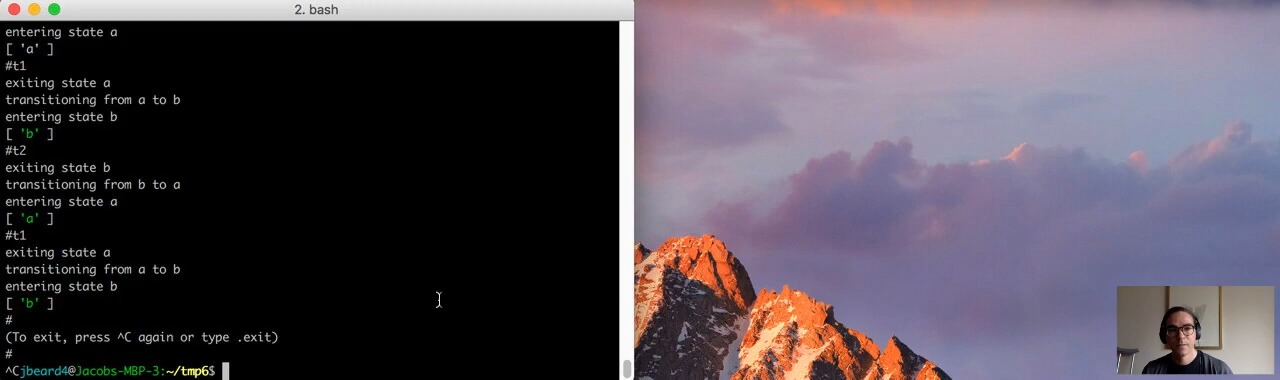 2. bash
entering state a
[ 'a' ]
#t1
exiting state a
transitioning from a to b
entering state b
[ 'b' ]
#t2
exiting state b
transitioning from b to a
entering state a
[ 'a' ]
#t1
exiting state a
transitioning from a to b
entering state b
[ 'b' ]
#
(To exit, press ^C again or type .exit)
#
^Cjbeard4@Jacobs-MBP-3:~/tmp6$